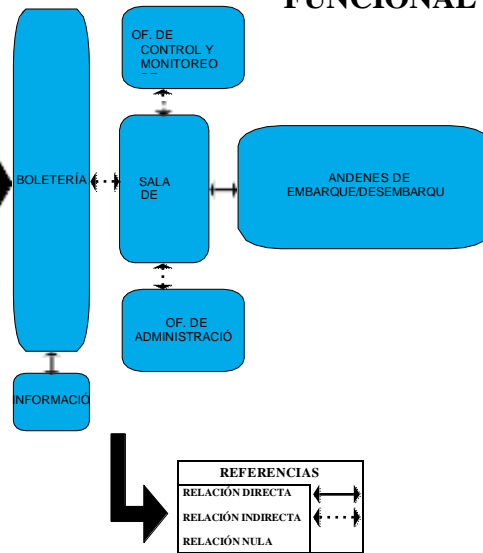 FUNCIONAL
OF. DE
CONTROL Y
MONITOREO
BOLETERÍA
SALA
DE
ANDENES DE
EMBARQUE/DESEMBARQU
OF. DE
ADMINISTRACIÓ
INFORMACIÓ
REFERENCIAS
RELACIÓN DIRECTA
RELACIÓN INDIRECTA
RELACIÓN NULA